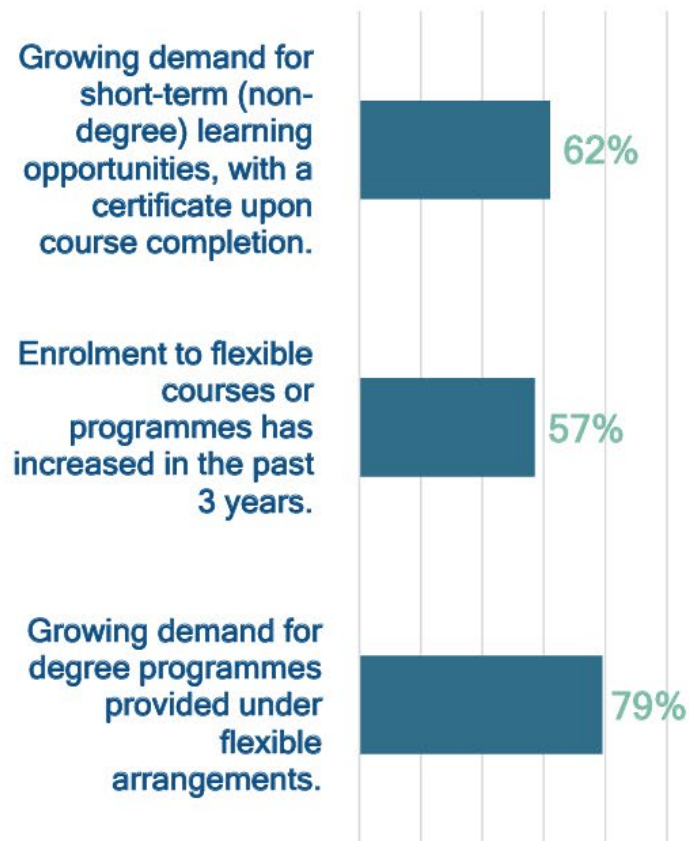 Growing demand for
short-term (non-
degree) learning
opportunities, with a
certificate upon
course completion.
62%
Enrolment to flexible
courses or
programmes has
increased in the past
3 years.
57%
Growing demand for
degree programmes
provided under
flexible
arrangements.
79%